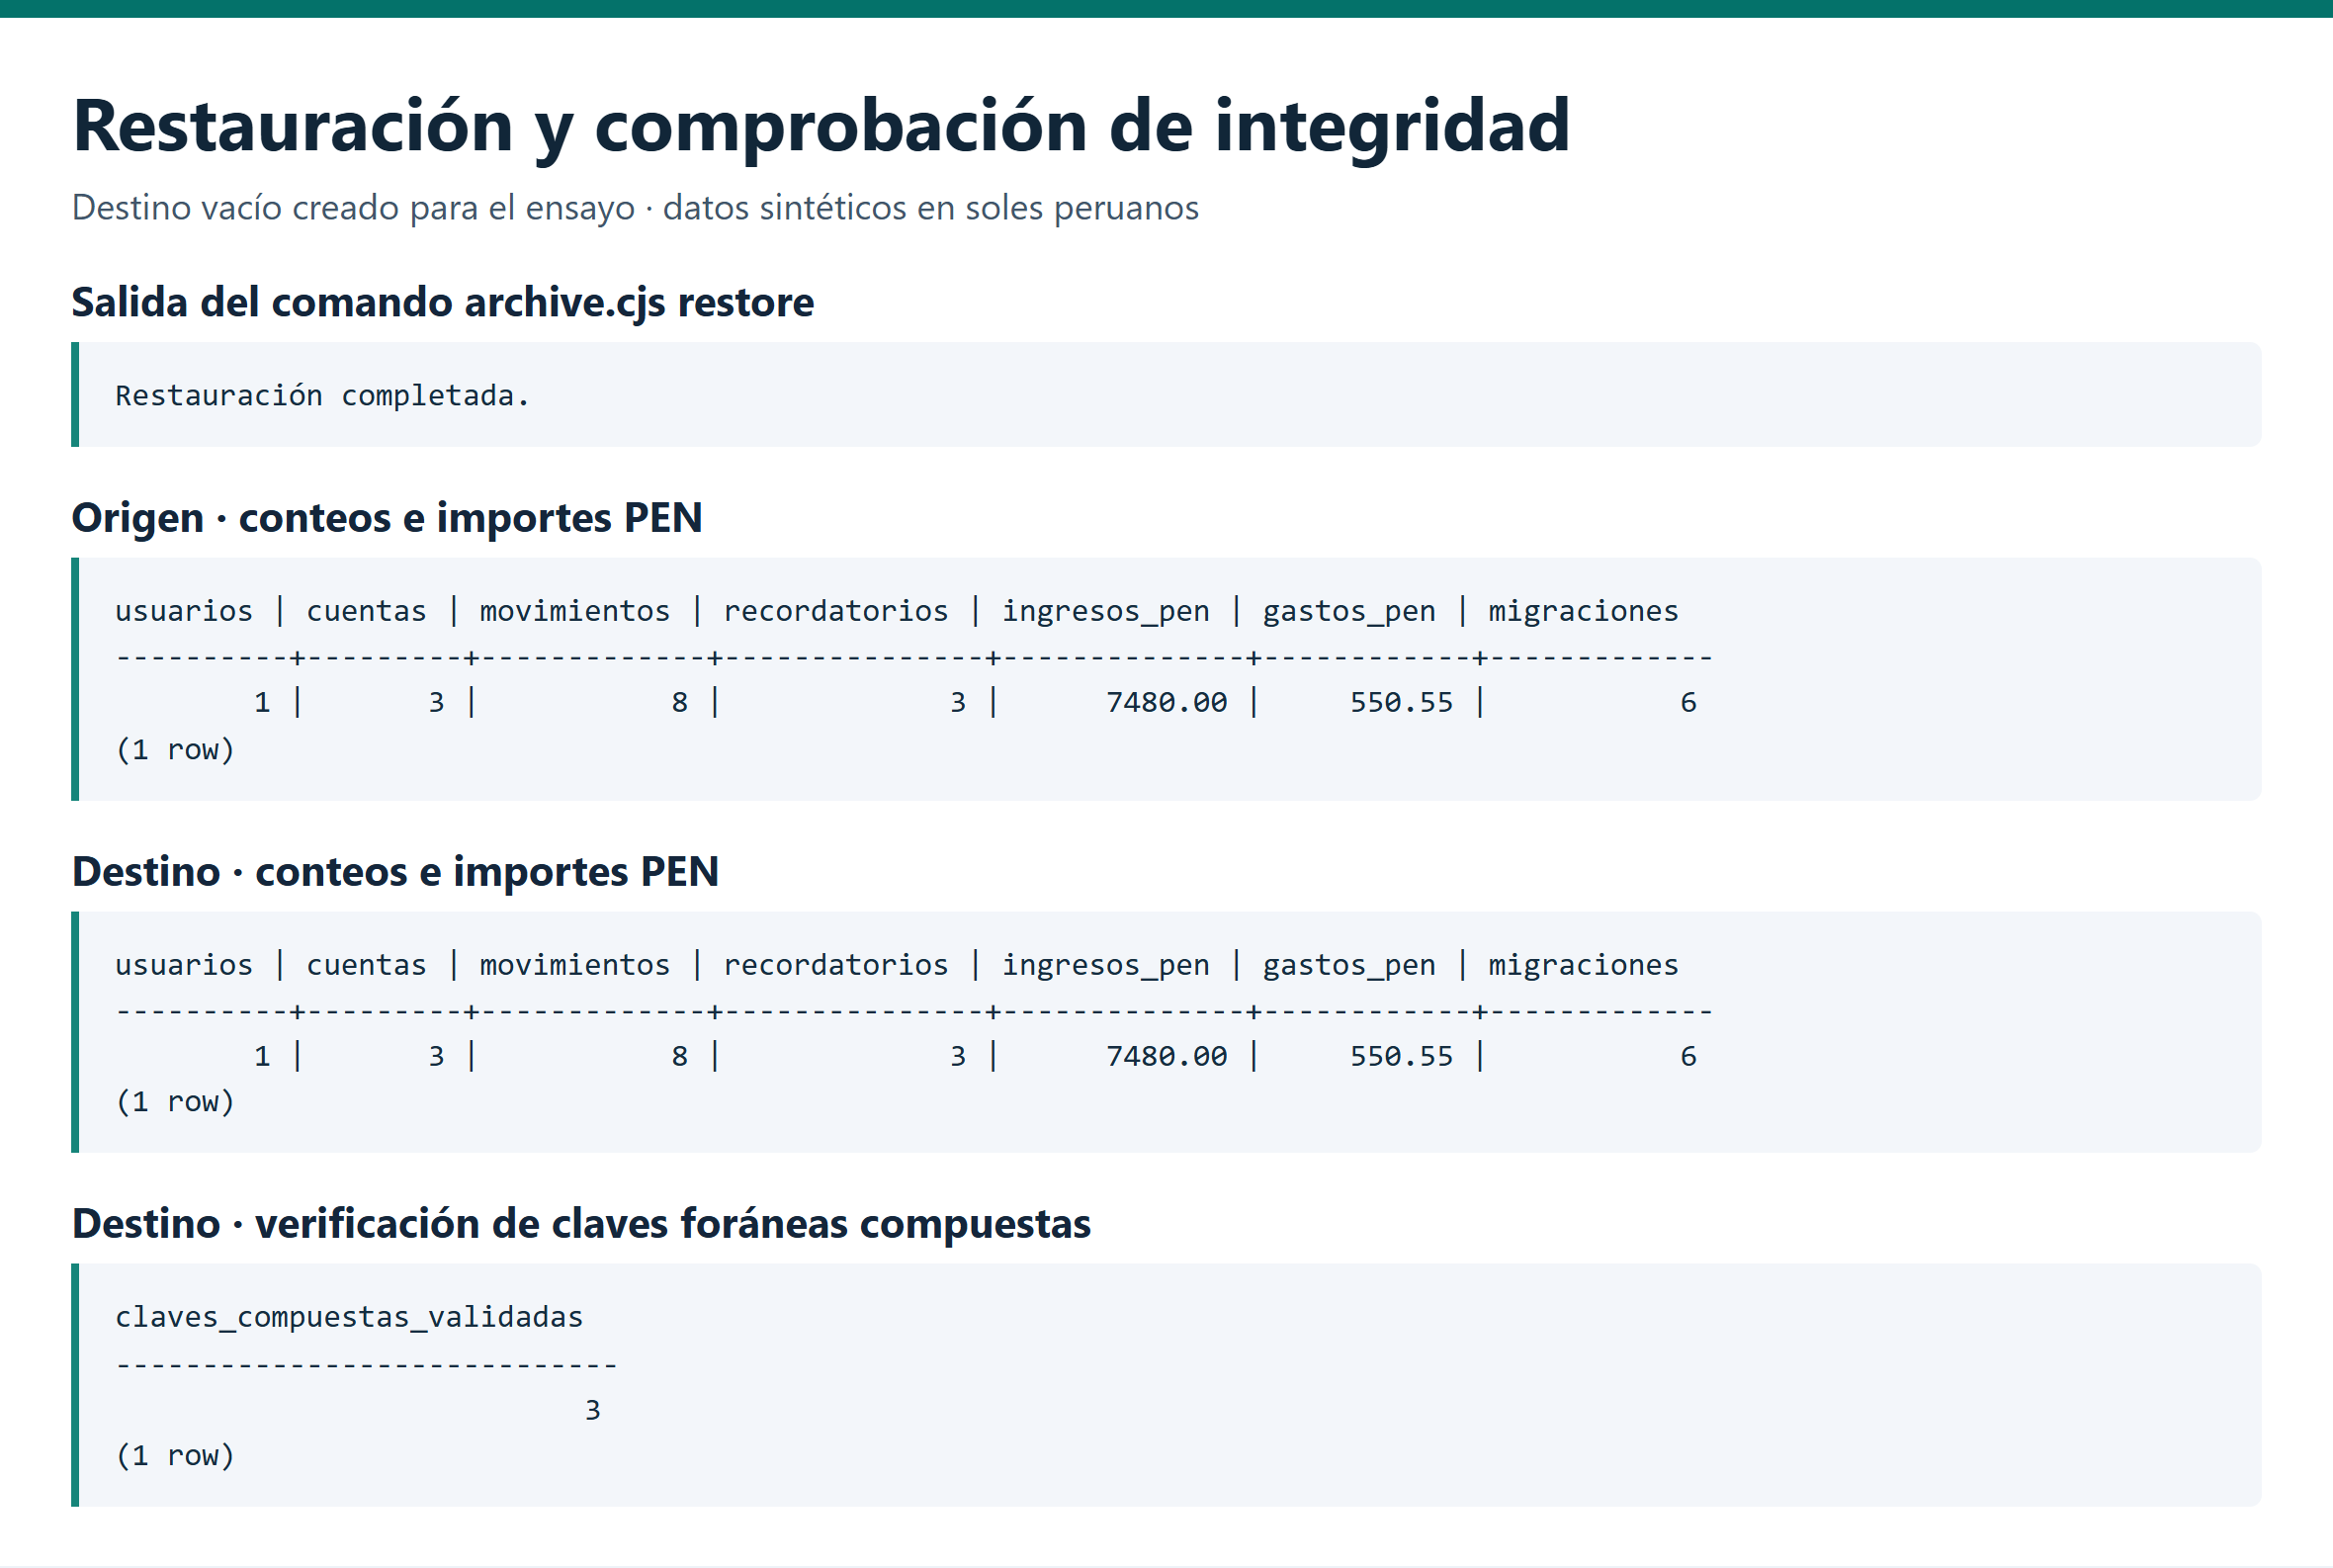 Restauración y comprobación de integridad
Destino vacío creado para el ensayo · datos sintéticos en soles peruanos
Salida del comando archive.cjs restore
Restauración completada.
Origen · conteos e importes PEN
usuarios | cuentas | movimientos | recordatorios | ingresos_pen | gastos_pen | migraciones
----------+---------+-------------+---------------+--------------+------------+-------------
        1 |       3 |           8 |             3 |      7480.00 |     550.55 |           6
(1 row)
Destino · conteos e importes PEN
usuarios | cuentas | movimientos | recordatorios | ingresos_pen | gastos_pen | migraciones
----------+---------+-------------+---------------+--------------+------------+-------------
        1 |       3 |           8 |             3 |      7480.00 |     550.55 |           6
(1 row)
Destino · verificación de claves foráneas compuestas
claves_compuestas_validadas
-----------------------------
                           3
(1 row)